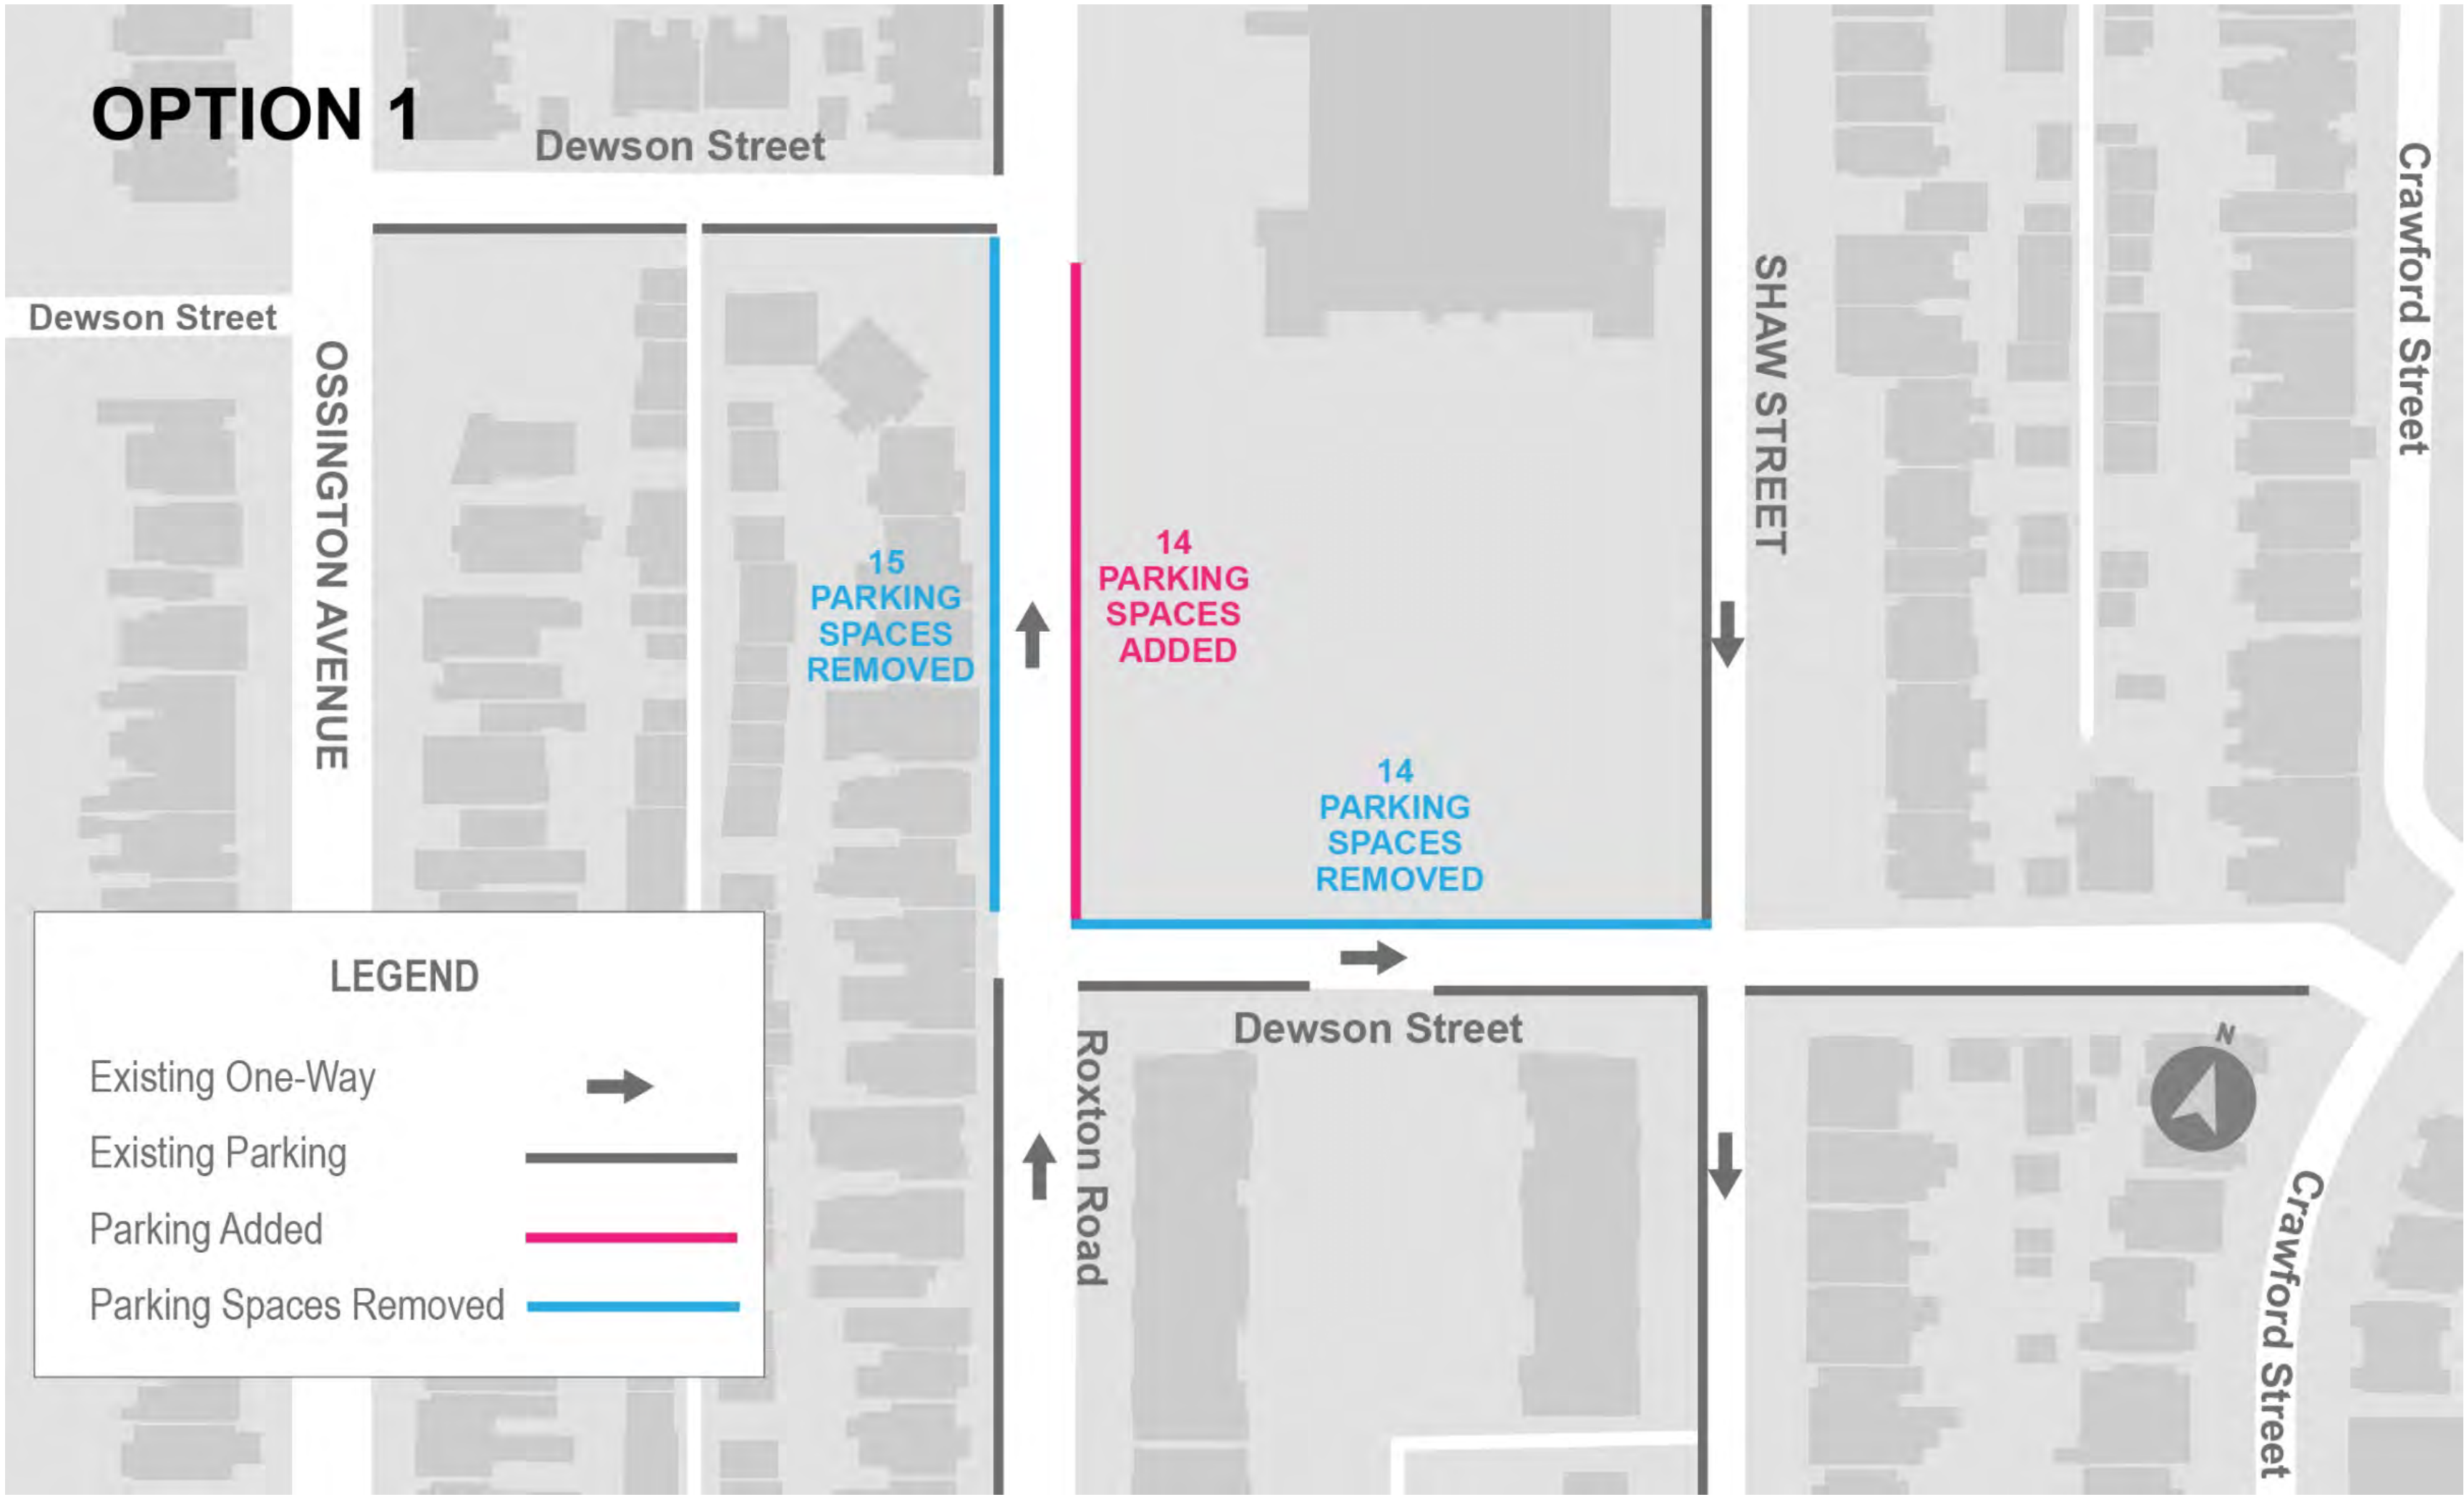 OPTION 1
Dewson Street
Dewson Street
OSSINGTON AVENUE
SHAW STREET
Crawford Street
15
PARKING
SPACES
REMOVED
14
PARKING
SPACES
ADDED
14
PARKING
SPACES
REMOVED
Dewson Street
Roxton Road
N
Crawford Street
LEGEND
Existing One-Way
Existing Parking
Parking Added
Parking Spaces Removed